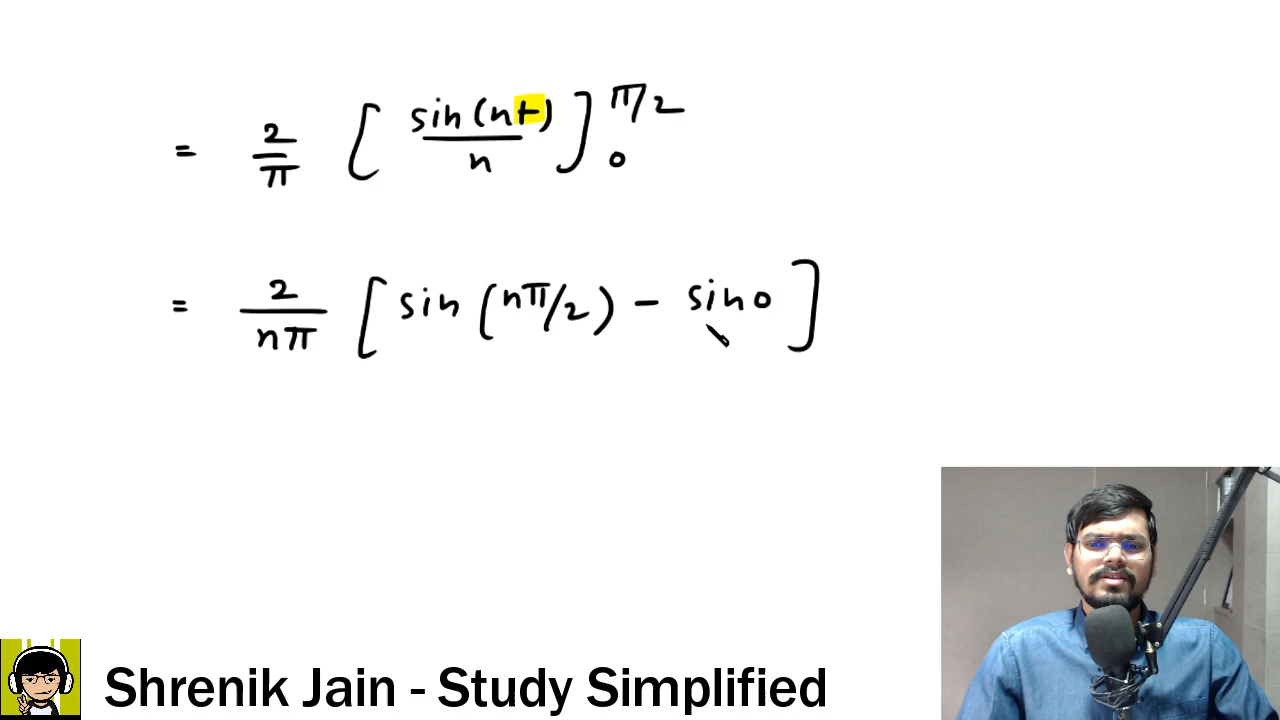 = 2/π [ sin(nt)/n ]₀^π/2
= 2/nπ [ sin (nπ/2) - sin 0 ]
Shrenik Jain - Study Simplified